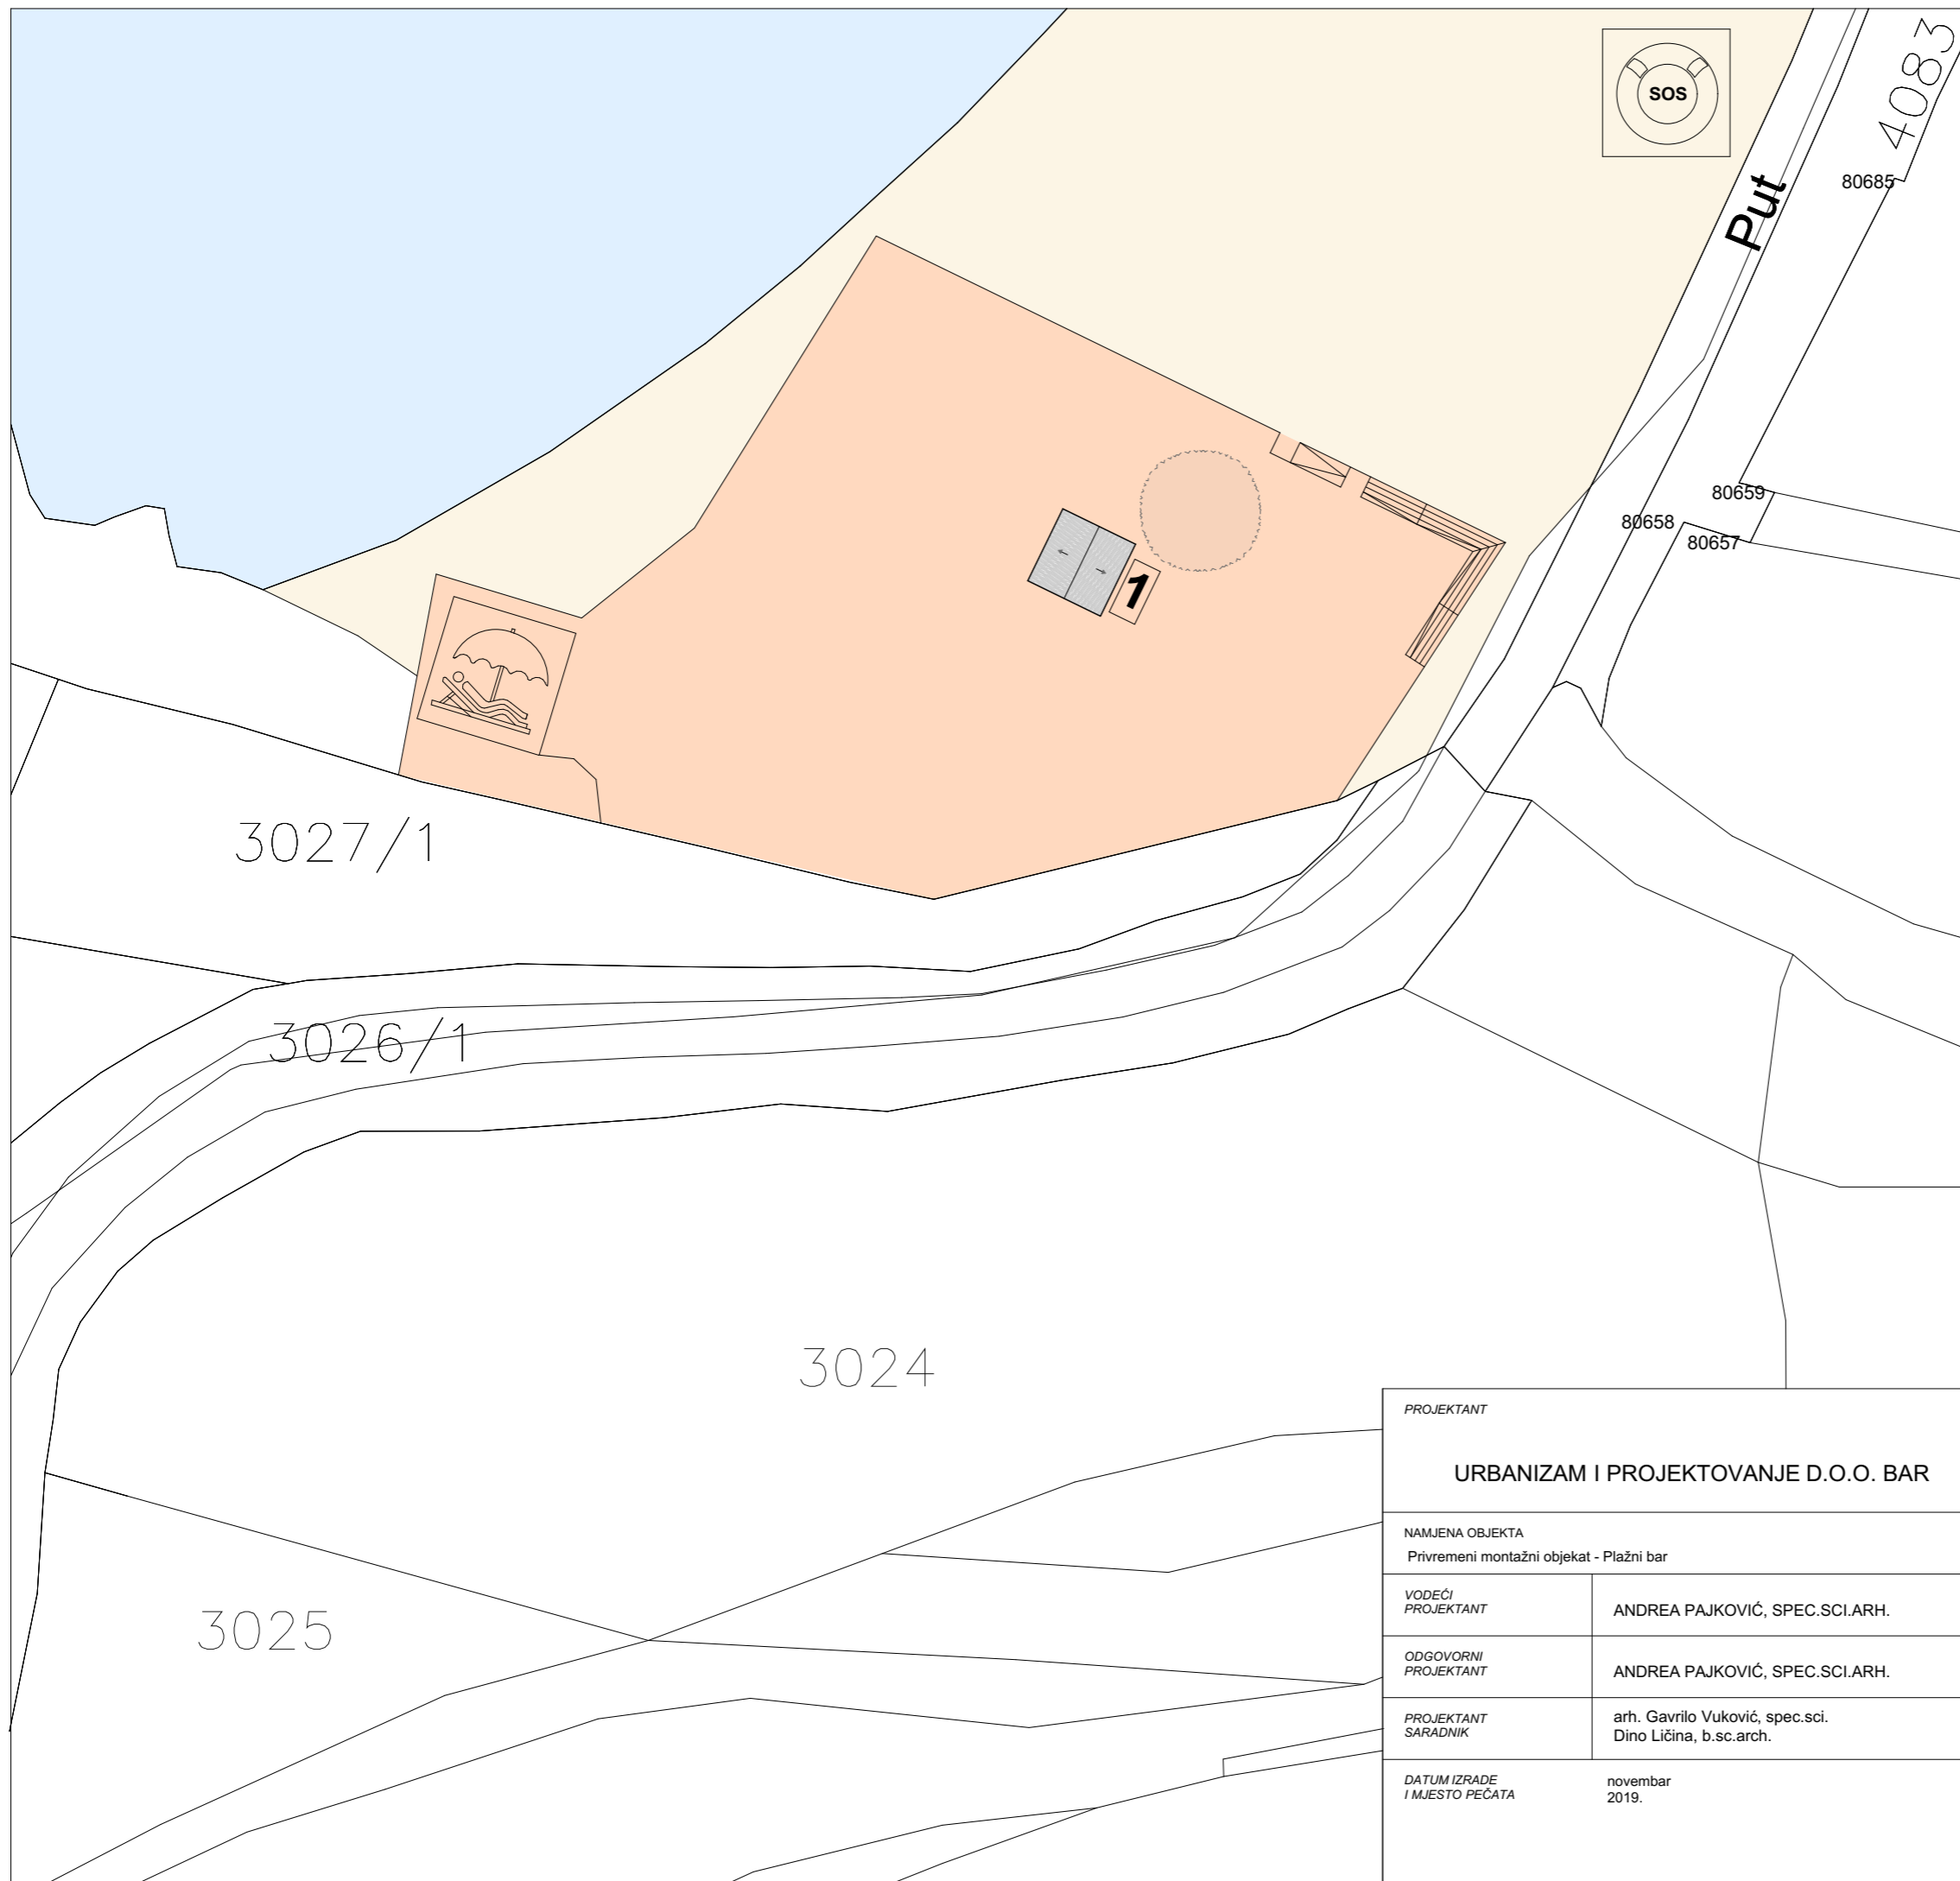 SOS
4083
Put
80685
80659
80658
80657
1
3027/1
3026/1
3024
3025
PROJEKTANT
URBANIZAM I PROJEKTOVANJE D.O.O. BAR
NAMJENA OBJEKTA
Privremeni montažni objekat - Plažni bar
VODEĆI
PROJEKTANT
ANDREA PAJKOVIĆ, SPEC.SCI.ARH.
ODGOVORNI
PROJEKTANT
ANDREA PAJKOVIĆ, SPEC.SCI.ARH.
PROJEKTANT
SARADNIK
arh. Gavrilo Vuković, spec.sci.
Dino Ličina, b.sc.arch.
DATUM IZRADE
I MJESTO PEČATA
novembar
2019.